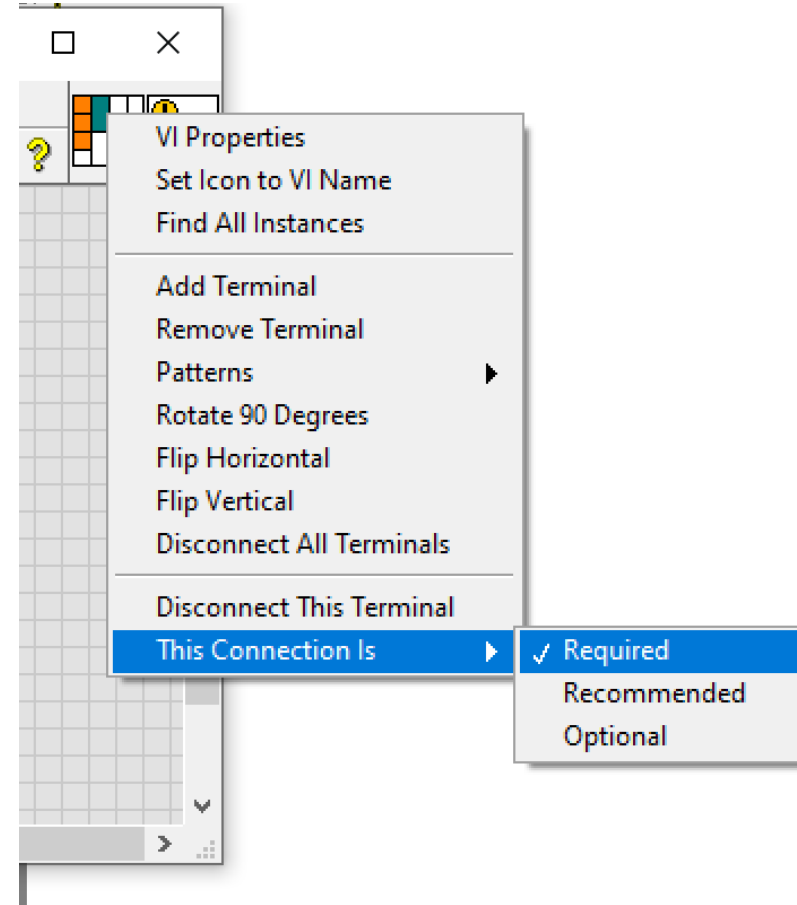 VI Properties
Set Icon to VI Name
Find All Instances
Add Terminal
Remove Terminal
Patterns
Rotate 90 Degrees
Flip Horizontal
Flip Vertical
Disconnect All Terminals
Disconnect This Terminal
This Connection Is
Required
Recommended
Optional